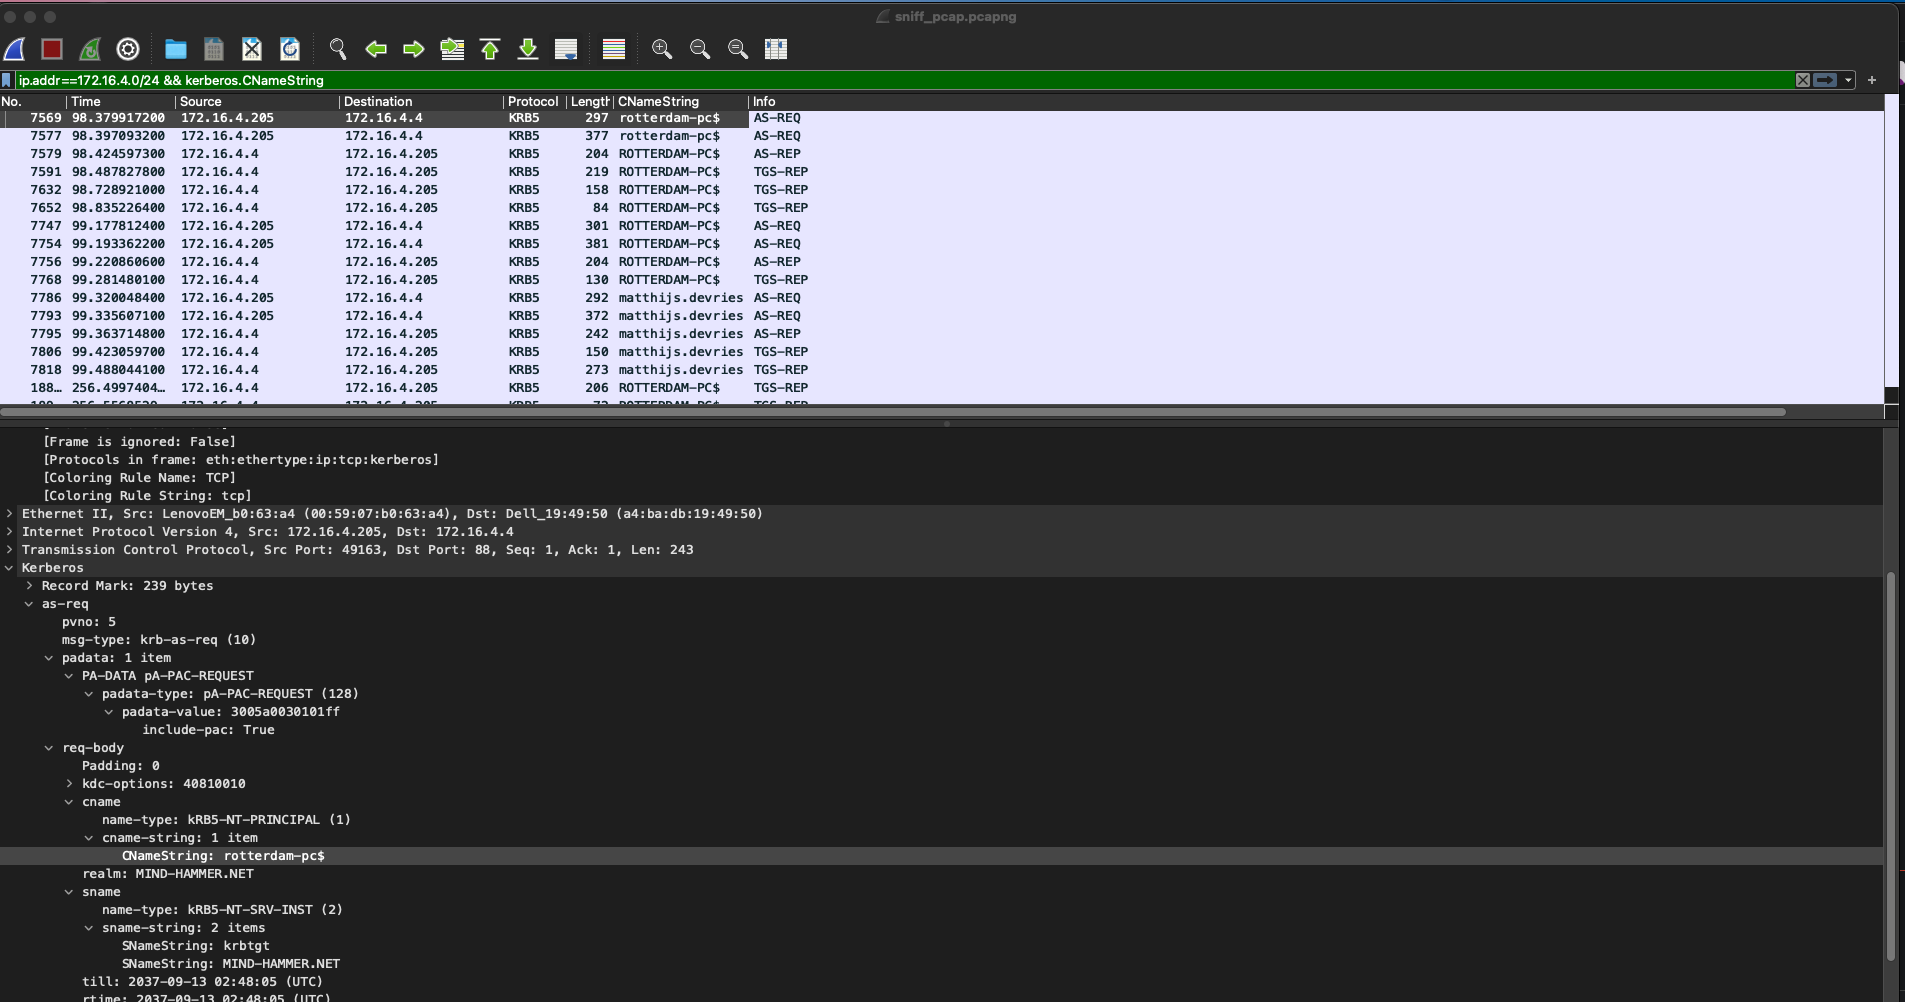 sniff_pcap.pcapng
ip.addr==172.16.4.0/24 && kerberos.CNameString
No. Time Source Destination Protocol Length CNameString Info
7569 98.379917200 172.16.4.205 172.16.4.4 KRB5 297 rotterdam-pc$ AS-REQ
7577 98.397093200 172.16.4.205 172.16.4.4 KRB5 377 rotterdam-pc$ AS-REQ
7579 98.424597300 172.16.4.4 172.16.4.205 KRB5 204 ROTTERDAM-PC$ AS-REP
7591 98.487827800 172.16.4.4 172.16.4.205 KRB5 219 ROTTERDAM-PC$ TGS-REP
7632 98.728921000 172.16.4.4 172.16.4.205 KRB5 158 ROTTERDAM-PC$ TGS-REP
7652 98.835226400 172.16.4.4 172.16.4.205 KRB5 84 ROTTERDAM-PC$ TGS-REP
7747 99.177812400 172.16.4.205 172.16.4.4 KRB5 301 ROTTERDAM-PC$ AS-REQ
7754 99.193362200 172.16.4.205 172.16.4.4 KRB5 381 ROTTERDAM-PC$ AS-REQ
7756 99.220860600 172.16.4.4 172.16.4.205 KRB5 204 ROTTERDAM-PC$ AS-REP
7768 99.281480100 172.16.4.4 172.16.4.205 KRB5 130 ROTTERDAM-PC$ TGS-REP
7786 99.320048400 172.16.4.205 172.16.4.4 KRB5 292 matthijs.devries AS-REQ
7793 99.335607100 172.16.4.205 172.16.4.4 KRB5 372 matthijs.devries AS-REQ
7795 99.363714800 172.16.4.4 172.16.4.205 KRB5 242 matthijs.devries AS-REP
7806 99.423059700 172.16.4.4 172.16.4.205 KRB5 150 matthijs.devries TGS-REP
7818 99.488044100 172.16.4.4 172.16.4.205 KRB5 273 matthijs.devries TGS-REP
188… 256.4997404… 172.16.4.4 172.16.4.205 KRB5 206 ROTTERDAM-PC$ TGS-REP
[Frame is ignored: False]
[Protocols in frame: eth:ethertype:ip:tcp:kerberos]
[Coloring Rule Name: TCP]
[Coloring Rule String: tcp]
Ethernet II, Src: LenovoEM_b0:63:a4 (00:59:07:b0:63:a4), Dst: Dell_19:49:50 (a4:ba:db:19:49:50)
Internet Protocol Version 4, Src: 172.16.4.205, Dst: 172.16.4.4
Transmission Control Protocol, Src Port: 49163, Dst Port: 88, Seq: 1, Ack: 1, Len: 243
Kerberos
Record Mark: 239 bytes
as-req
pvno: 5
msg-type: krb-as-req (10)
padata: 1 item
PA-DATA pA-PAC-REQUEST
padata-type: pA-PAC-REQUEST (128)
padata-value: 3005a0030101ff
include-pac: True
req-body
Padding: 0
kdc-options: 40810010
cname
name-type: kRB5-NT-PRINCIPAL (1)
cname-string: 1 item
CNameString: rotterdam-pc$
realm: MIND-HAMMER.NET
sname
name-type: kRB5-NT-SRV-INST (2)
sname-string: 2 items
SNameString: krbtgt
SNameString: MIND-HAMMER.NET
till: 2037-09-13 02:48:05 (UTC)
rtime: 2037-09-13 02:48:05 (UTC)